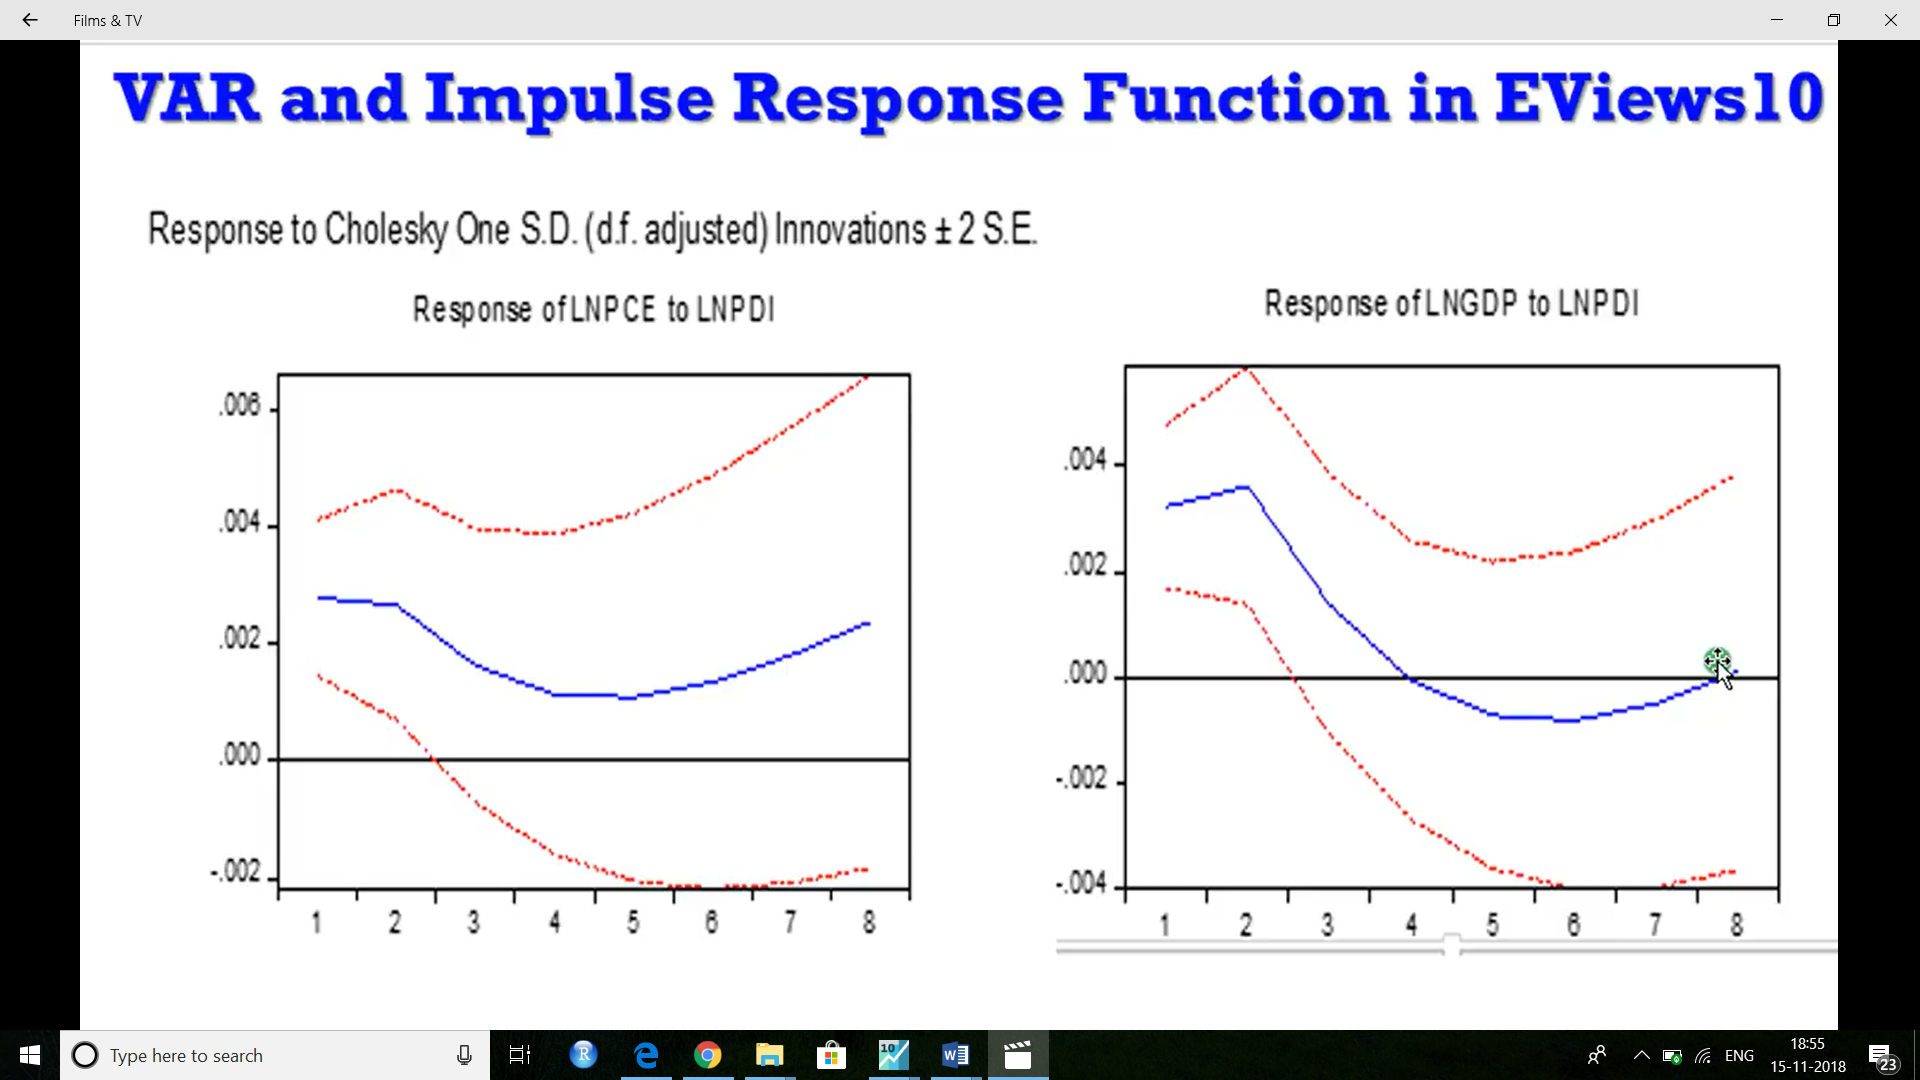 Films & TV
VAR and Impulse Response Function in EViews10
Response to Cholesky One S.D. (d.f. adjusted) Innovations ± 2 S.E.
Response of LNPCE to LNPDI
.006
.004
.002
.000
-.002
1 2 3 4 5 6 7 8
Response of LNGDP to LNPDI
.004
.002
.000
-.002
-.004
1 2 3 4 5 6 7 8
Type here to search
R
10
W
ENG
18:55
15-11-2018
23